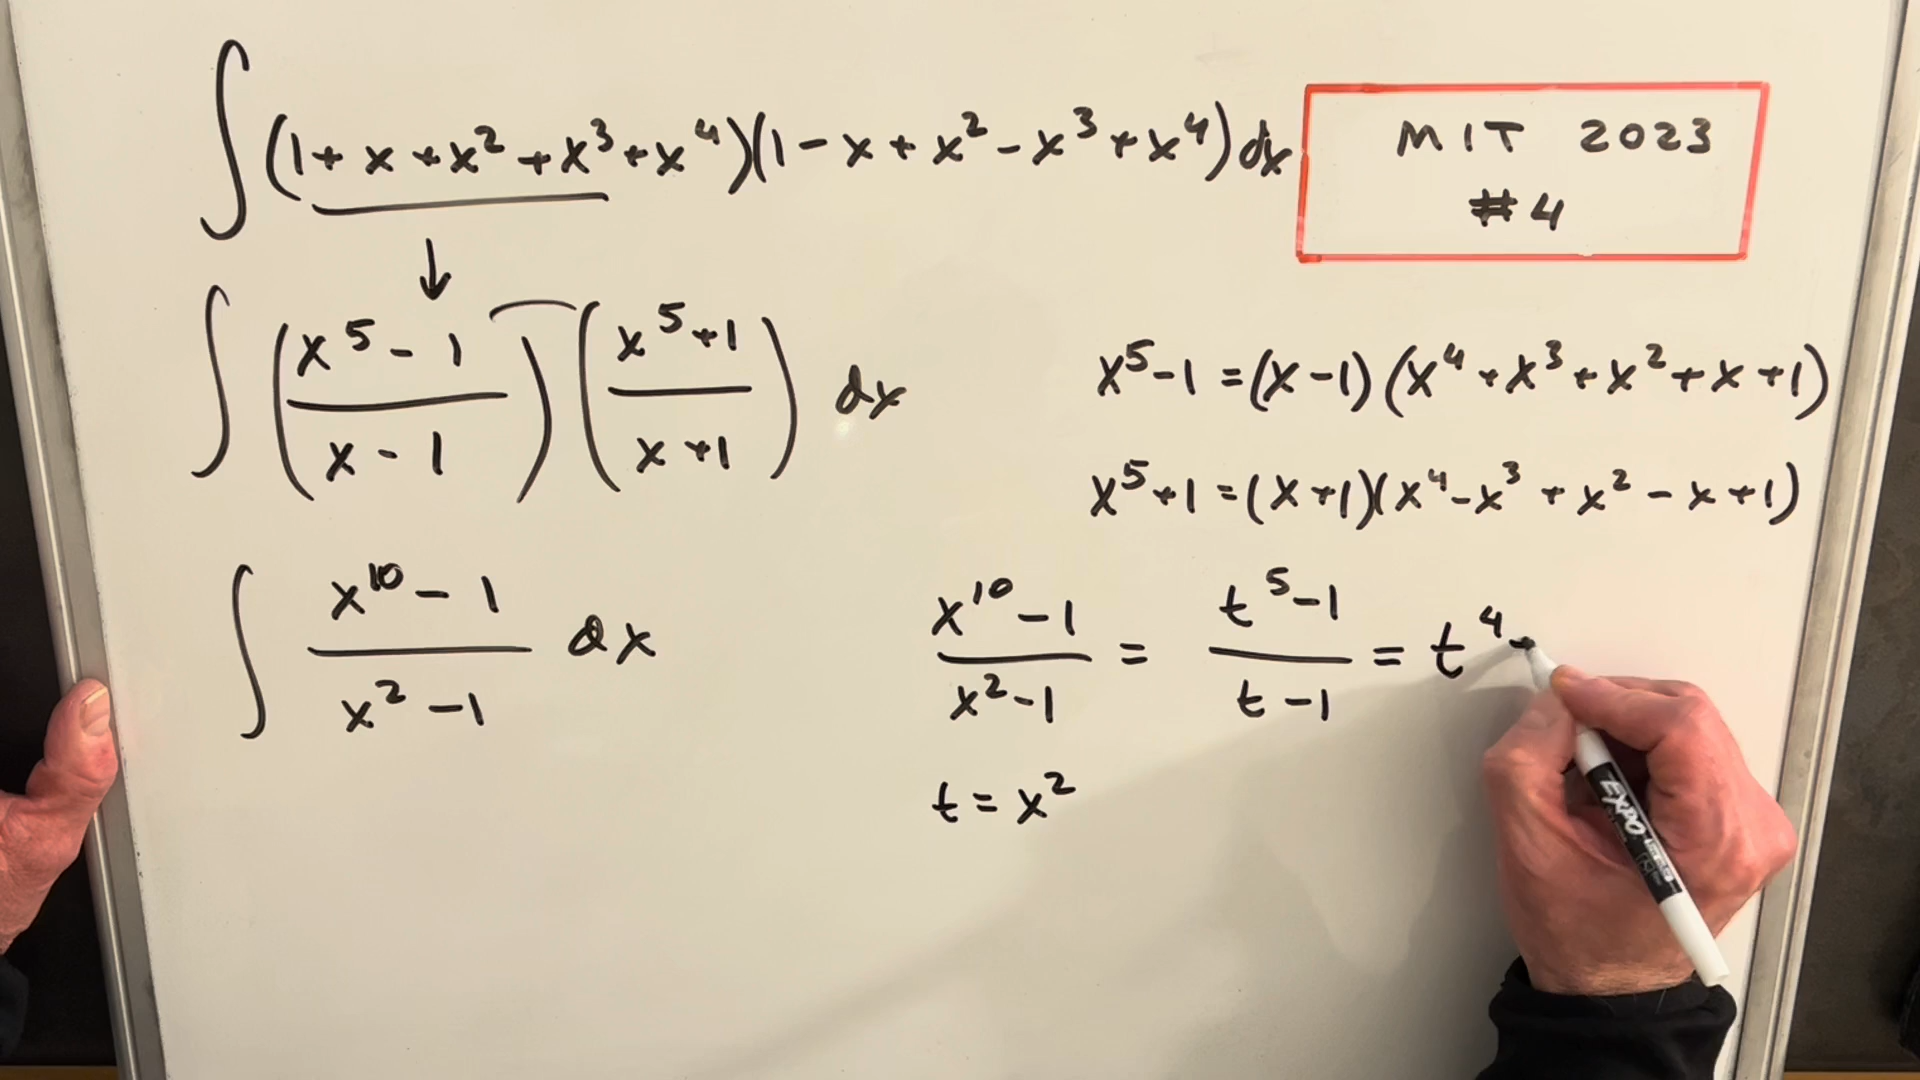 ∫ (1 + x + x² + x³ + x⁴)(1 - x + x² - x³ + x⁴) dx
MIT 2023
#4
↓
∫ ((x⁵ - 1)/(x - 1)) ((x⁵ + 1)/(x + 1)) dx
x⁵ - 1 = (x - 1)(x⁴ + x³ + x² + x + 1)
x⁵ + 1 = (x + 1)(x⁴ - x³ + x² - x + 1)
∫ (x¹⁰ - 1)/(x² - 1) dx
(x¹⁰ - 1)/(x² - 1) = (t⁵ - 1)/(t - 1) = t⁴
t = x²
EXPO